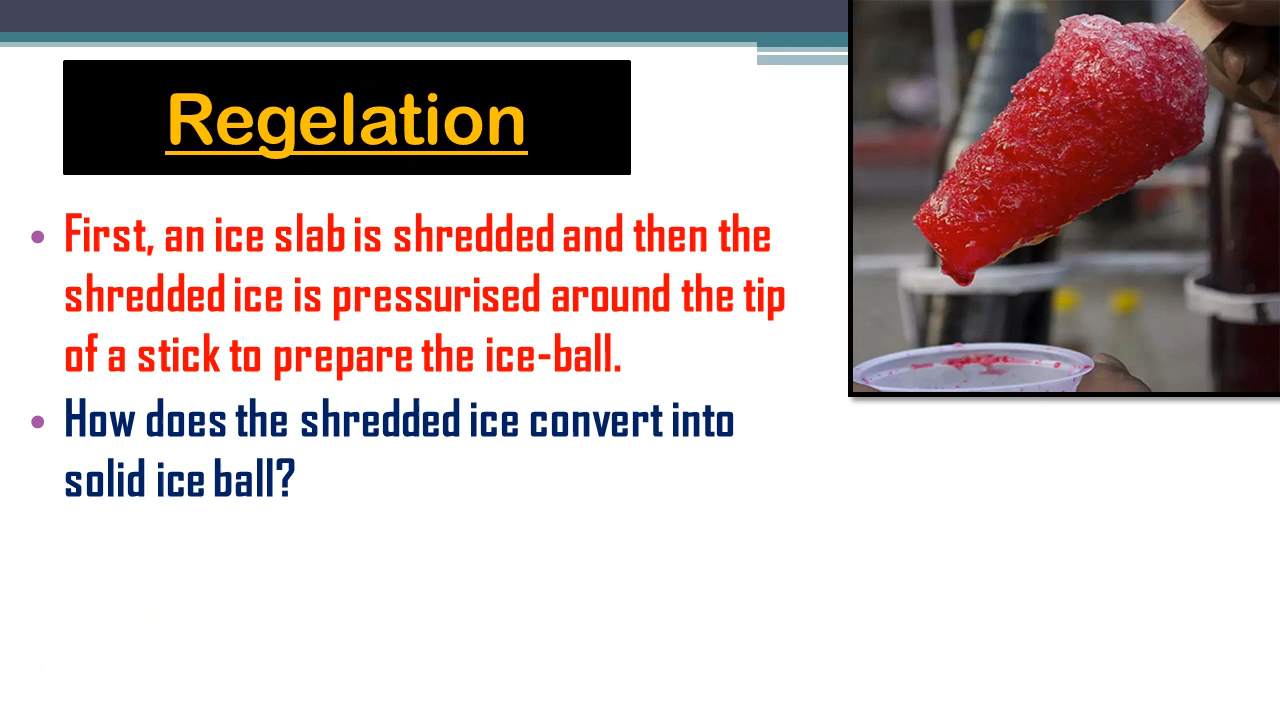 Regelation
First, an ice slab is shredded and then the
shredded ice is pressurised around the tip
of a stick to prepare the ice-ball.
How does the shredded ice convert into
solid ice ball?